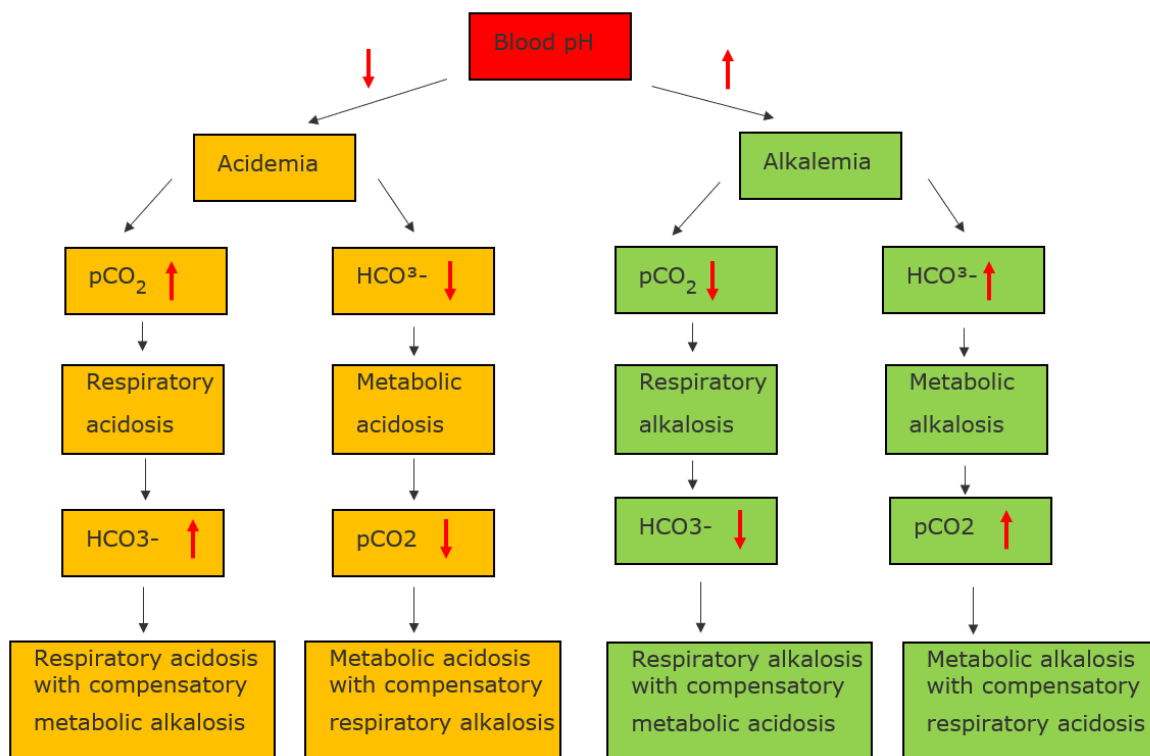 Blood pH
Acidemia
Alkalemia
pCO₂
HCO³-
pCO₂
HCO³-
Respiratory
acidosis
Metabolic
acidosis
Respiratory
alkalosis
Metabolic
alkalosis
HCO3-
pCO2
HCO3-
pCO2
Respiratory acidosis
with compensatory
metabolic alkalosis
Metabolic acidosis
with compensatory
respiratory alkalosis
Respiratory alkalosis
with compensatory
metabolic acidosis
Metabolic alkalosis
with compensatory
respiratory acidosis